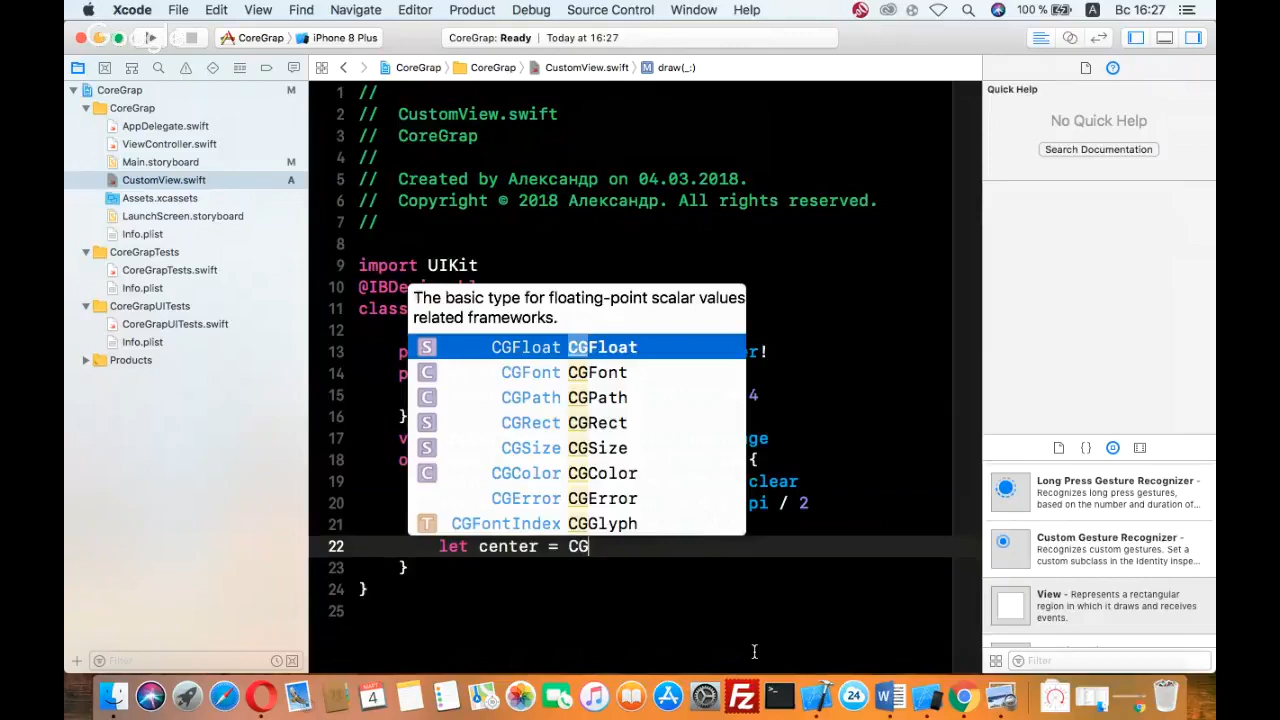 Xcode File Edit View Find Navigate Editor Product Debug Source Control Window Help 100 % A Вс 16:27
CoreGrap iPhone 8 Plus CoreGrap: Ready Today at 16:27
CoreGrap CoreGrap CustomView.swift M draw(_:)
CoreGrap M
CoreGrap
AppDelegate.swift
ViewController.swift
Main.storyboard M
CustomView.swift A
Assets.xcassets
LaunchScreen.storyboard
Info.plist
CoreGrapTests
CoreGrapTests.swift
Info.plist
CoreGrapUITests
CoreGrapUITests.swift
Info.plist
Products
Filter
1 //
2 // CustomView.swift
3 // CoreGrap
4 //
5 // Created by Александр on 04.03.2018.
6 // Copyright © 2018 Александр. All rights reserved.
7 //
8
9 import UIKit
10
11 class
12
13 p r!
14 p
15 4
16 }
17 v ge
18 o {
19 clear
20 pi / 2
21
22 let center = CG
23 }
24 }
25
The basic type for floating-point scalar values
related frameworks.
S CGFloat CGFloat
C CGFont CGFont
C CGPath CGPath
S CGRect CGRect
S CGSize CGSize
C CGColor CGColor
CGError CGError
T CGFontIndex CGGlyph
Quick Help
No Quick Help
Search Documentation
{ }
Long Press Gesture Recognizer -
Recognizes long press gestures,
based on the number and duration of...
Custom Gesture Recognizer -
Recognizes custom gestures. Set a
custom subclass in the identity inspe...
View - Represents a rectangular
region in which it draws and receives
events.
Filter
4
Fz
24
W